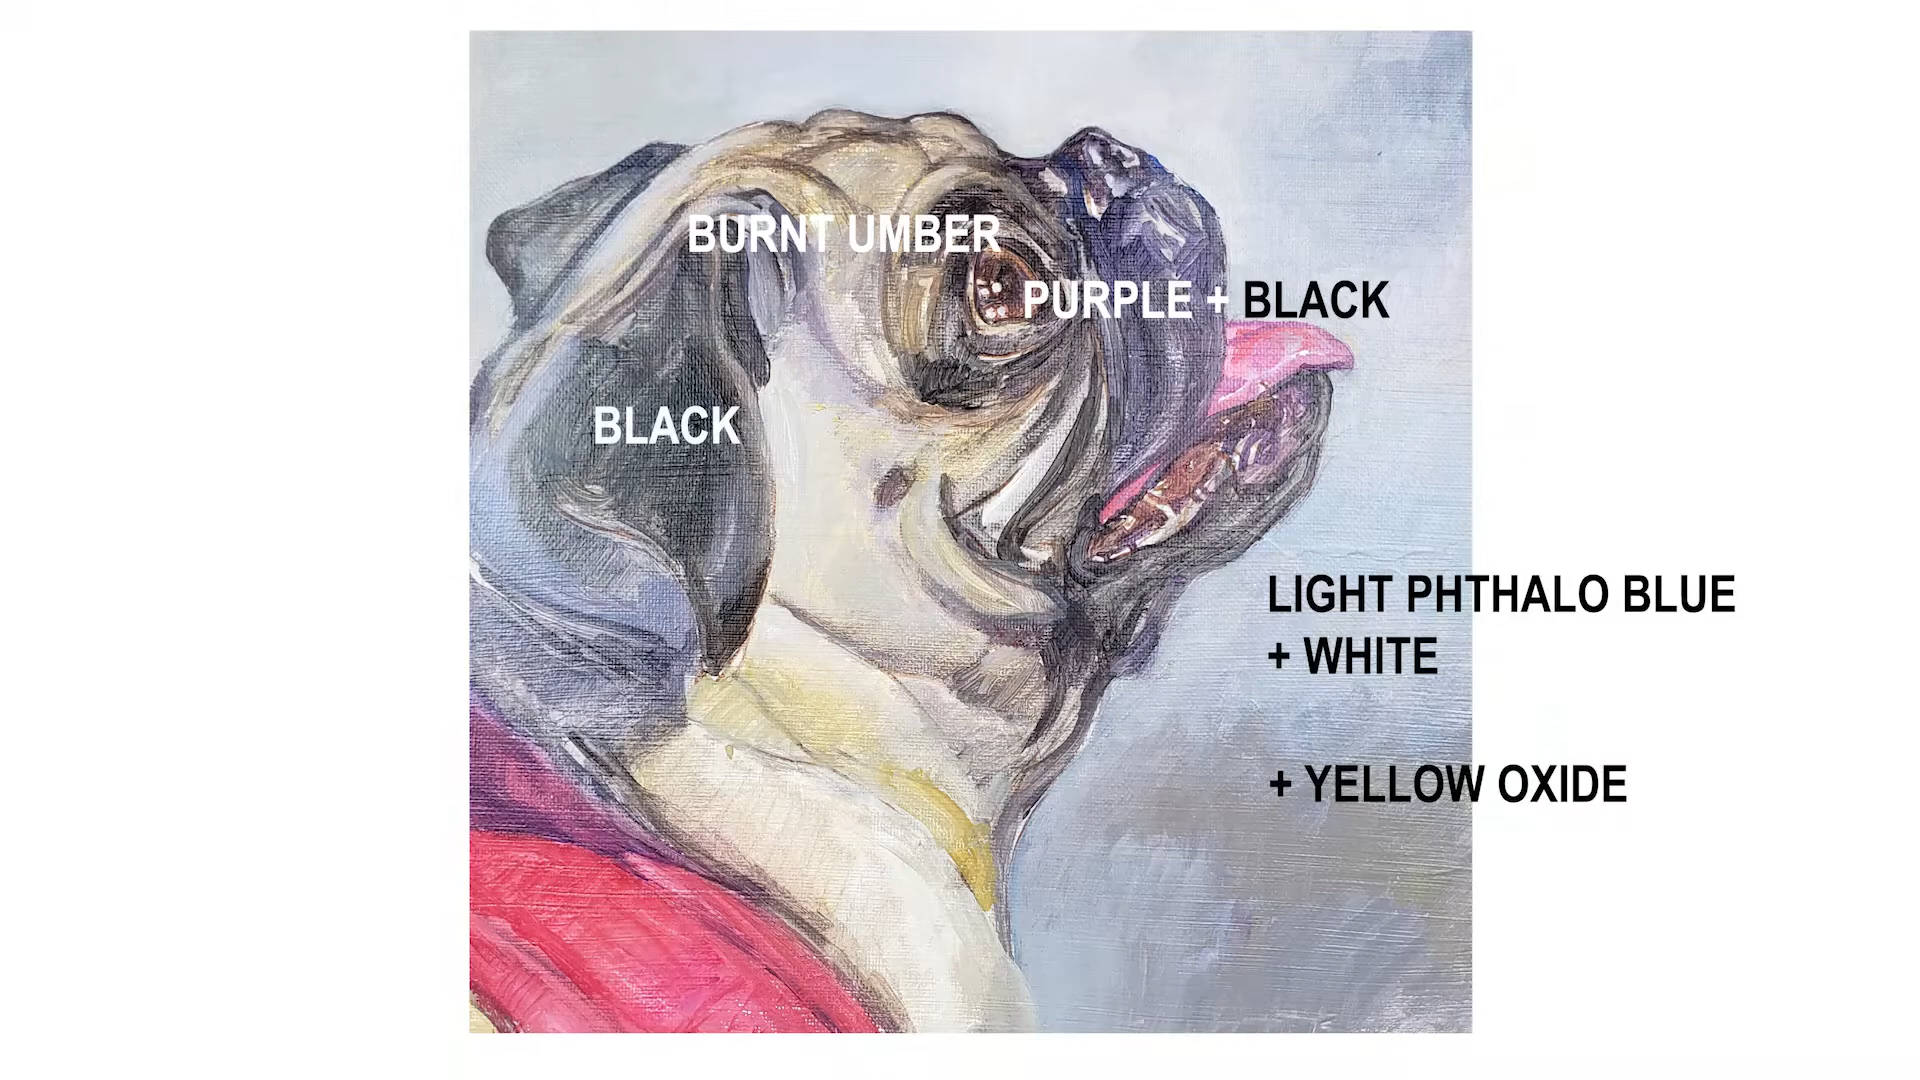 BURNT UMBER
PURPLE + BLACK
BLACK
LIGHT PHTHALO BLUE
+ WHITE
+ YELLOW OXIDE